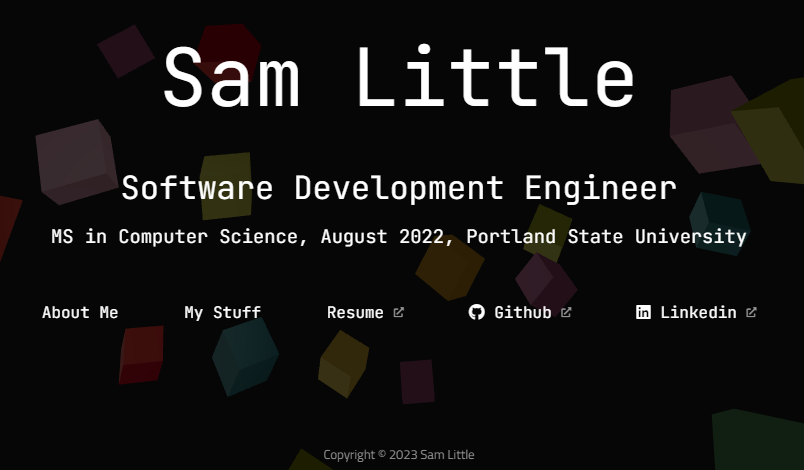 Sam Little
Software Development Engineer
MS in Computer Science, August 2022, Portland State University
About Me My Stuff Resume Github Linkedin
Copyright © 2023 Sam Little